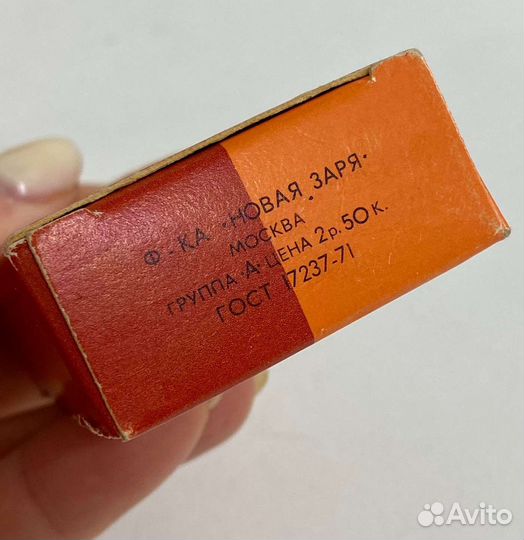 Ф-КА "НОВАЯ ЗАРЯ"
МОСКВА
ГРУППА А·ЦЕНА 2р. 50к.
ГОСТ 17237-71
Avito